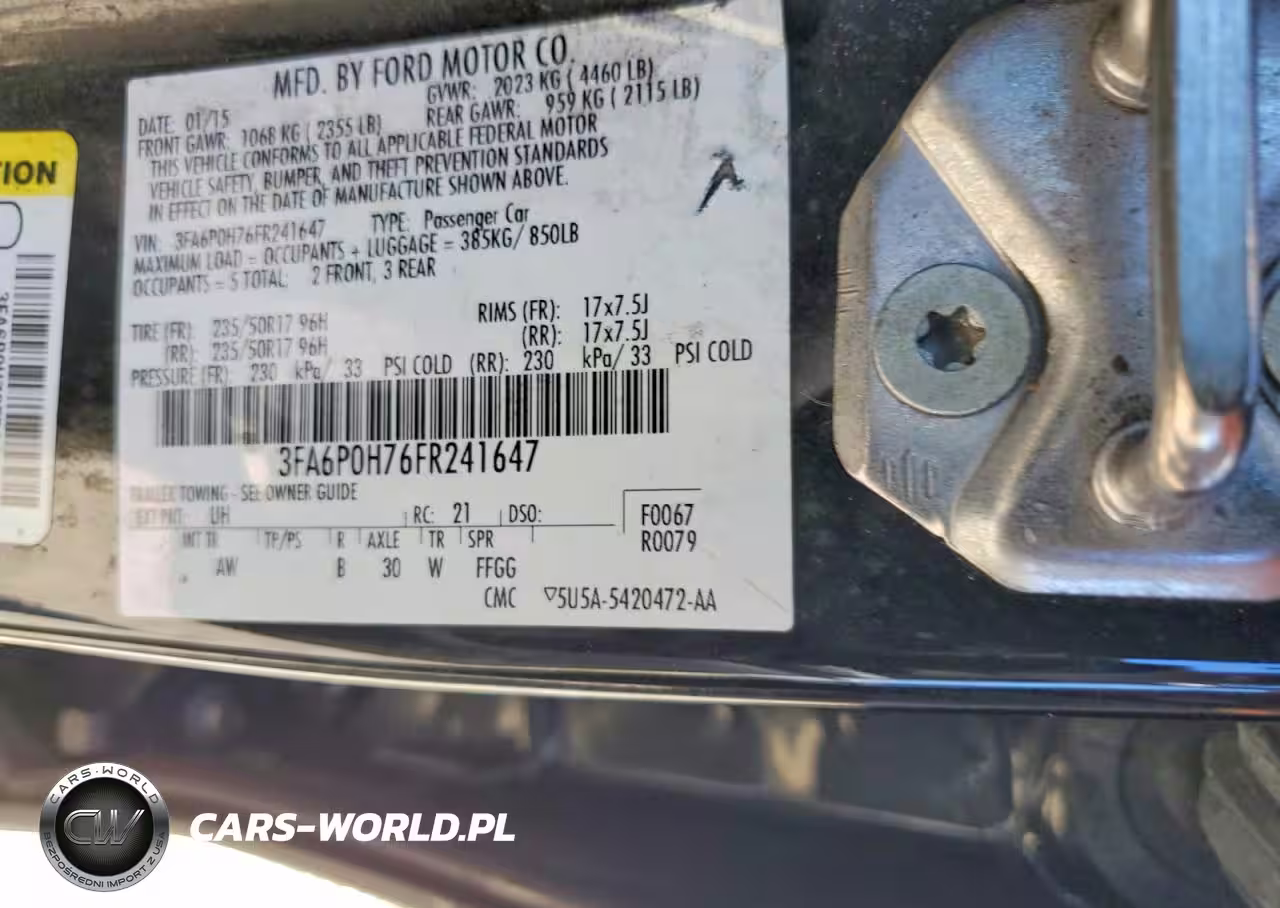 MFD. BY FORD MOTOR CO.
DATE: 01/15 GVWR: 2023 KG ( 4460 LB)
FRONT GAWR: 1068 KG ( 2355 LB) REAR GAWR: 959 KG ( 2115 LB)
THIS VEHICLE CONFORMS TO ALL APPLICABLE FEDERAL MOTOR
VEHICLE SAFETY, BUMPER, AND THEFT PREVENTION STANDARDS
IN EFFECT ON THE DATE OF MANUFACTURE SHOWN ABOVE.
VIN: 3FA6P0H76FR241647 TYPE: Passenger Car
MAXIMUM LOAD = OCCUPANTS + LUGGAGE = 385KG/ 850LB
OCCUPANTS = 5 TOTAL: 2 FRONT, 3 REAR
TIRE (FR): 235/50R17 96H RIMS (FR): 17x7.5J
(RR): 235/50R17 96H (RR): 17x7.5J
PRESSURE (FR): 230 kPa/ 33 PSI COLD (RR): 230 kPa/ 33 PSI COLD
3FA6P0H76FR241647
TRAILER TOWING - SEE OWNER GUIDE
EXT PNT: UH RC: 21 DSO: F0067
R0079
INT TR TP/PS R AXLE TR SPR
AW B 30 W FFGG
CMC ▽5U5A-5420472-AA
TION
CARS-WORLD
CW
BEZPOŚREDNI IMPORT Z USA
CARS-WORLD.PL